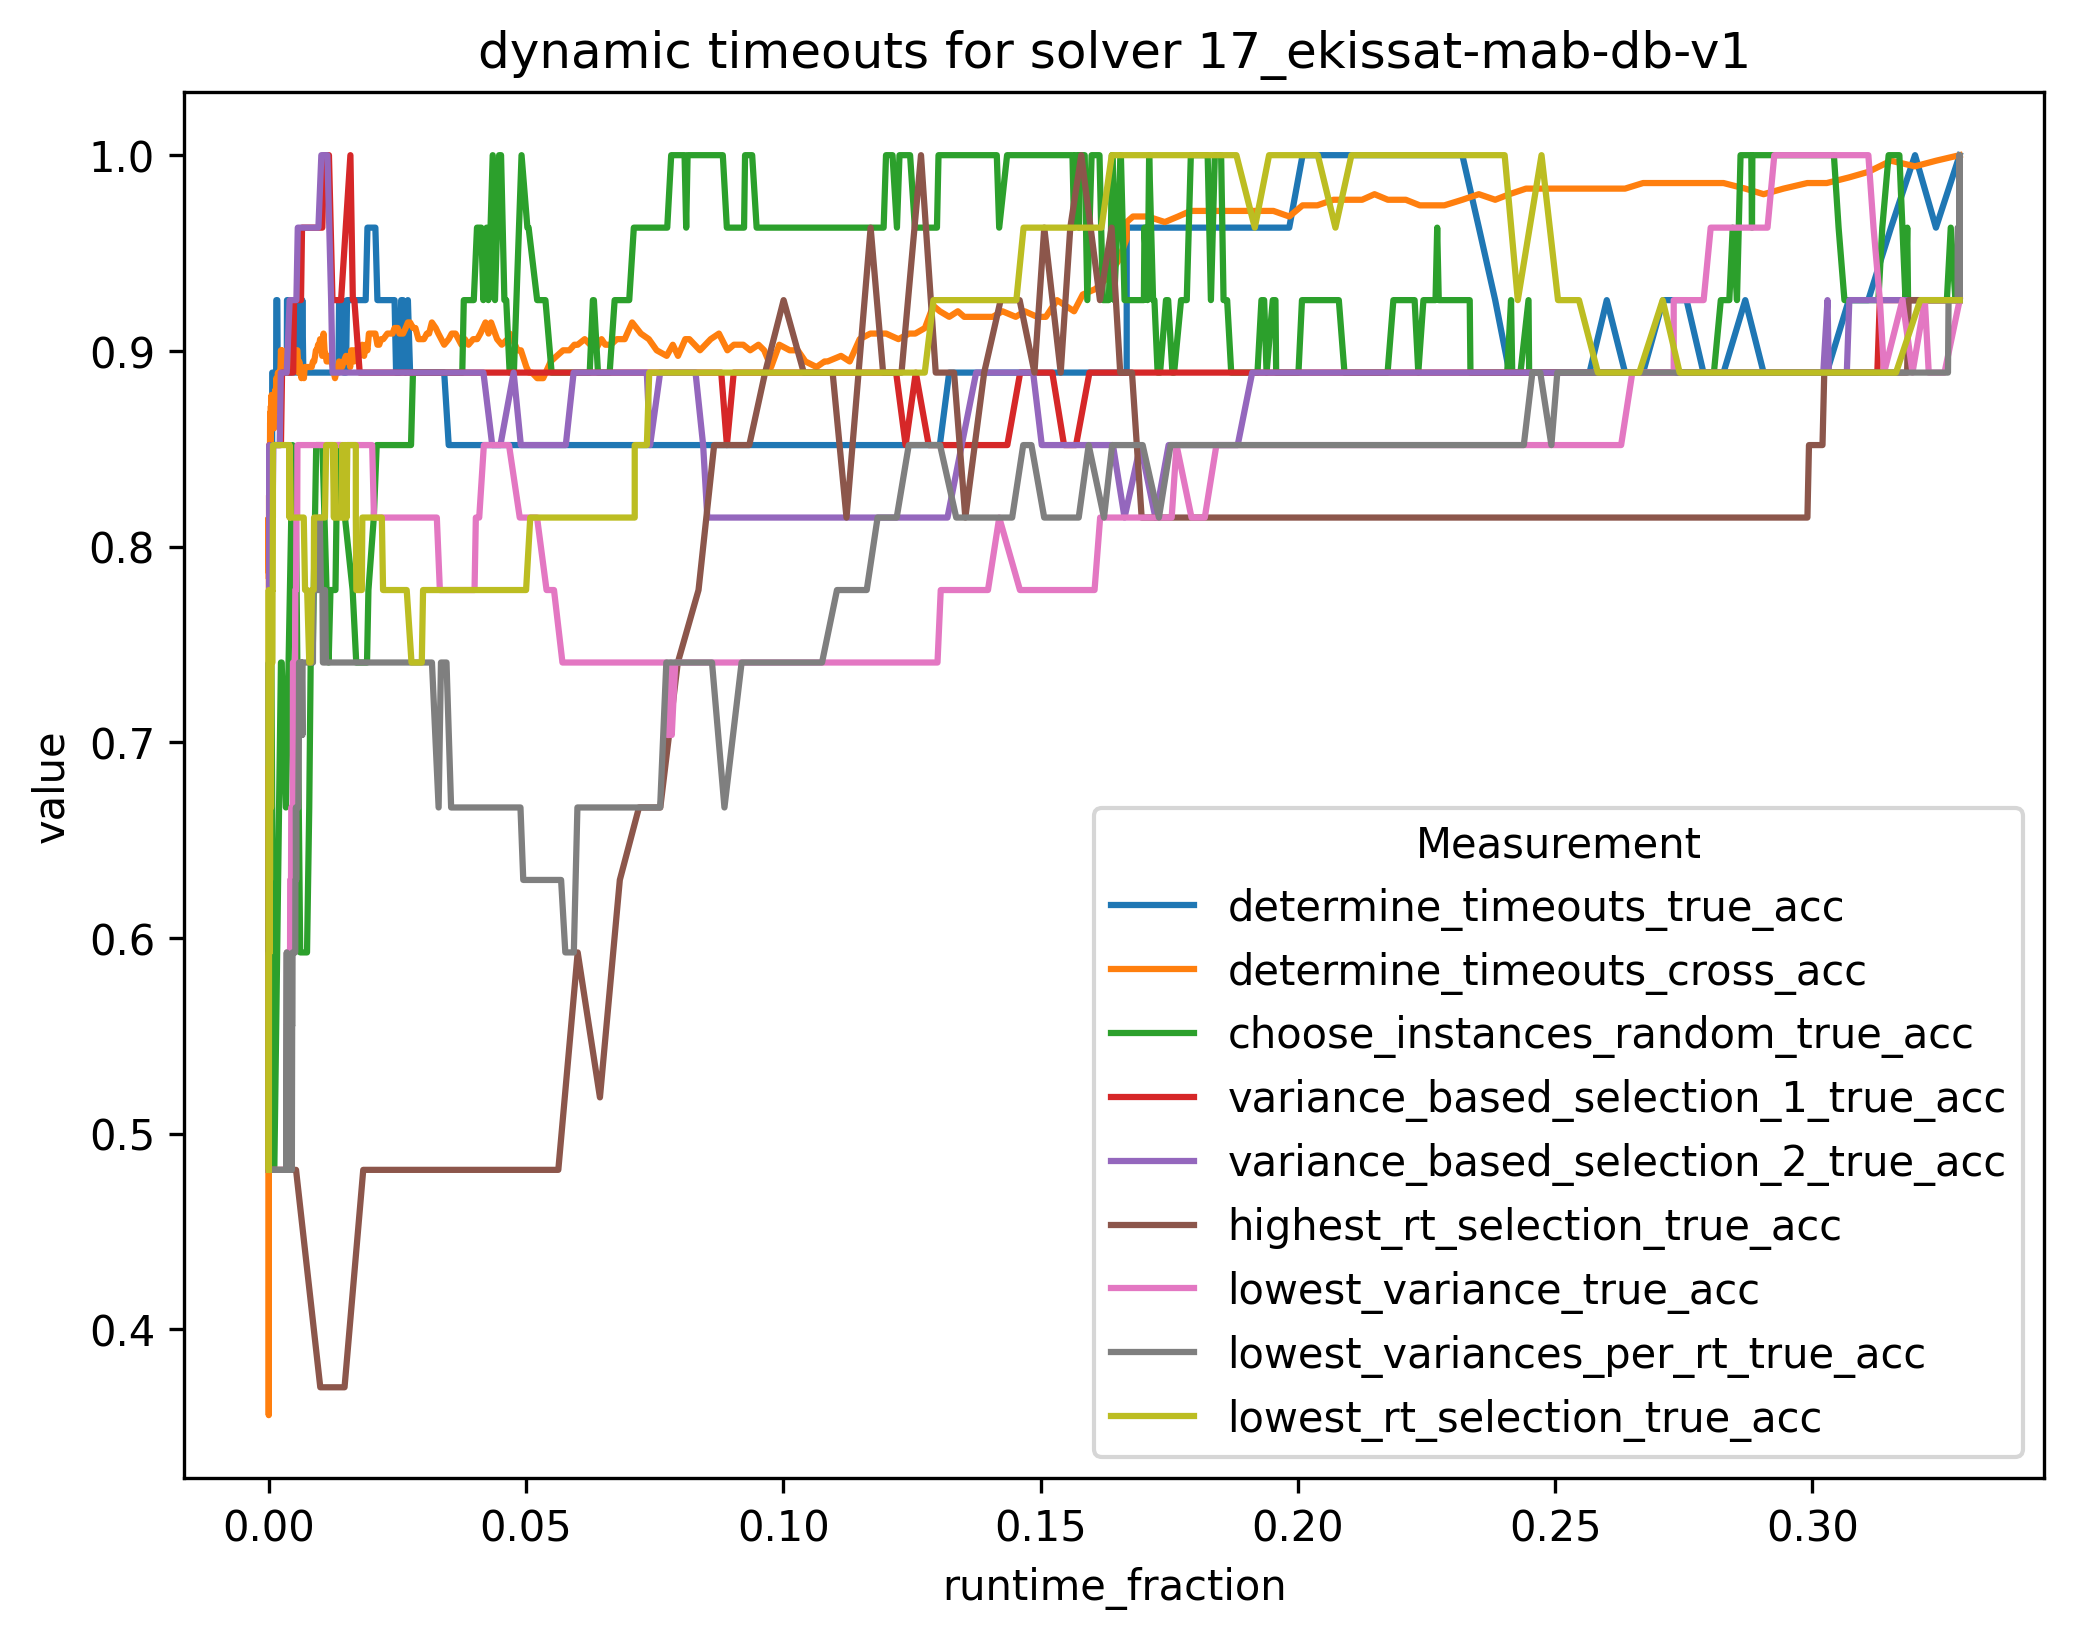 dynamic timeouts for solver 17_ekissat-mab-db-v1
1.0
0.9
0.8
0.7
0.6
0.5
0.4
value
Measurement
determine_timeouts_true_acc
determine_timeouts_cross_acc
choose_instances_random_true_acc
variance_based_selection_1_true_acc
variance_based_selection_2_true_acc
highest_rt_selection_true_acc
lowest_variance_true_acc
lowest_variances_per_rt_true_acc
lowest_rt_selection_true_acc
0.00 0.05 0.10 0.15 0.20 0.25 0.30
runtime_fraction